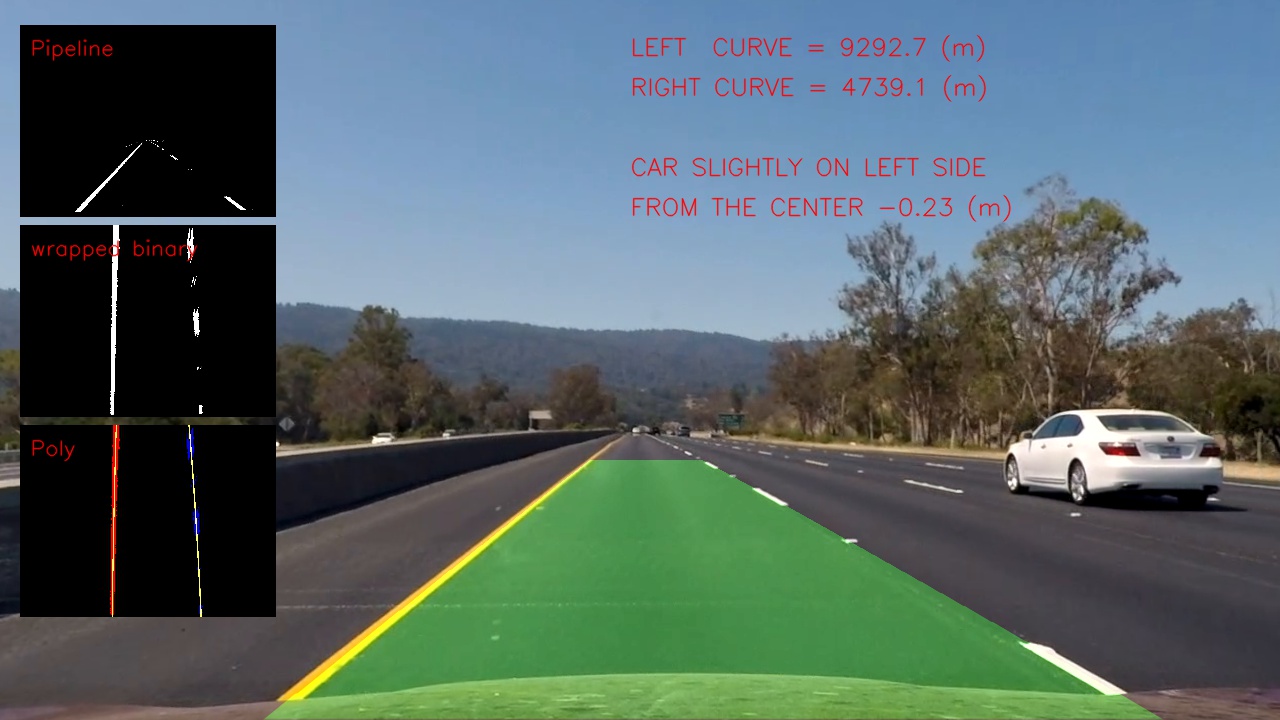 Pipeline
LEFT CURVE = 9292.7 (m)
RIGHT CURVE = 4739.1 (m)
CAR SLIGHTLY ON LEFT SIDE
FROM THE CENTER -0.23 (m)
wrapped binary
Poly